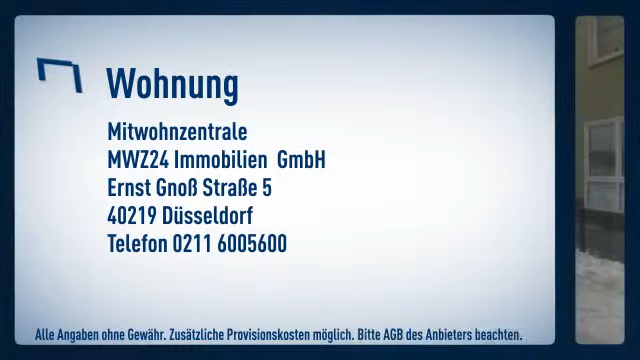 Wohnung
Mitwohnzentrale
MWZ24 Immobilien GmbH
Ernst Gnoß Straße 5
40219 Düsseldorf
Telefon 0211 6005600
Alle Angaben ohne Gewähr. Zusätzliche Provisionskosten möglich. Bitte AGB des Anbieters beachten.